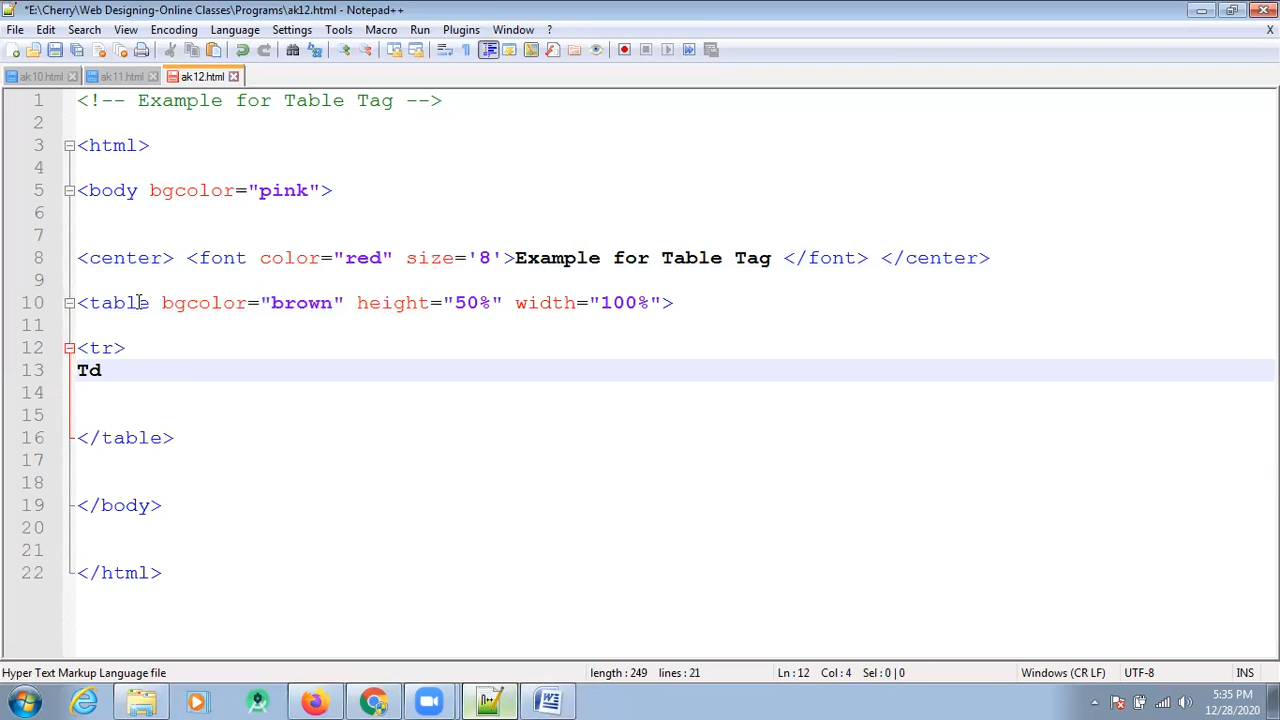 *E:\Cherry\Web Designing-Online Classes\Programs\ak12.html - Notepad++
File Edit Search View Encoding Language Settings Tools Macro Run Plugins Window ? X
ak10.html ak11.html ak12.html
1 <!-- Example for Table Tag -->
2
3 <html>
4
5 <body bgcolor="pink">
6
7
8 <center> <font color="red" size='8'>Example for Table Tag </font> </center>
9
10 <table bgcolor="brown" height="50%" width="100%">
11
12 <tr>
13 Td
14
15
16 </table>
17
18
19 </body>
20
21
22 </html>
Hyper Text Markup Language file length : 249 lines : 21 Ln : 12 Col : 4 Sel : 0 | 0 Windows (CR LF) UTF-8 INS
5:35 PM
12/28/2020